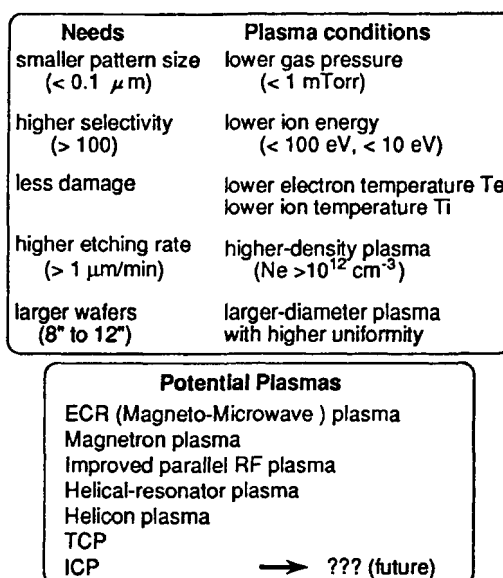 Needs Plasma conditions
smaller pattern size lower gas pressure
(< 0.1 μm) (< 1 mTorr)
higher selectivity lower ion energy
(> 100) (< 100 eV, < 10 eV)
less damage lower electron temperature Te
lower ion temperature Ti
higher etching rate higher-density plasma
(> 1 μm/min) (Ne >10¹² cm⁻³)
larger wafers larger-diameter plasma
(8" to 12") with higher uniformity
Potential Plasmas
ECR (Magneto-Microwave ) plasma
Magnetron plasma
Improved parallel RF plasma
Helical-resonator plasma
Helicon plasma
TCP
ICP → ??? (future)